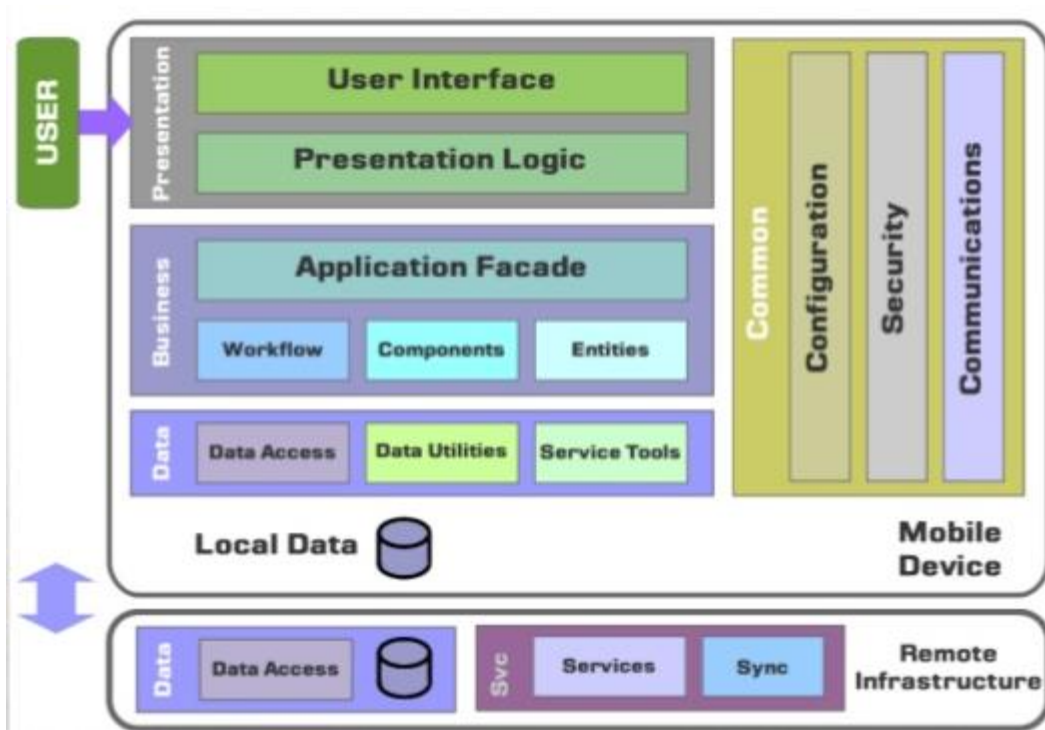 USER
Presentation
User Interface
Presentation Logic
Business
Application Facade
Workflow
Components
Entities
Data
Data Access
Data Utilities
Service Tools
Common
Configuration
Security
Communications
Local Data
Mobile
Device
Data
Data Access
Svc
Services
Sync
Remote
Infrastructure